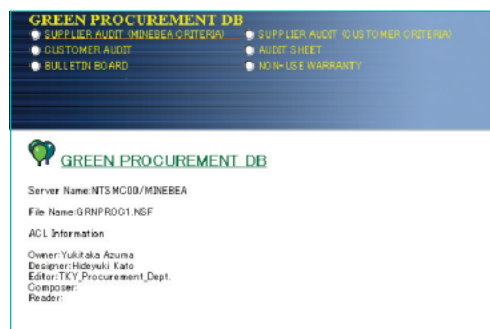 GREEN PROCUREMENT DB
SUPPLIER AUDIT (MINEBEA CRITERIA) SUPPLIER AUDIT (CUSTOMER CRITERIA)
CUSTOMER AUDIT AUDIT SHEET
BULLETIN BOARD NON-USE WARRANTY
GREEN PROCUREMENT DB
Server Name:NTSMC00/MINEBEA
File Name:GRNPROC1.NSF
ACL Information
Owner:Yukitaka Azuma
Designer:Hideyuki Kato
Editor:TKY_Procurement_Dept.
Composer:
Reader: